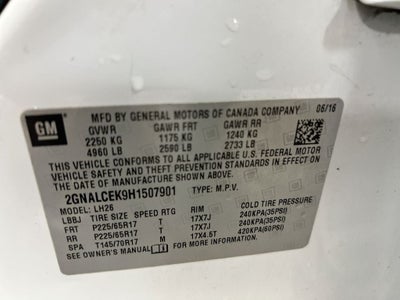 GM
MFD BY GENERAL MOTORS OF CANADA COMPANY 06/16
GVWR GAWR FRT GAWR RR
2250 KG 1175 KG 1240 KG
4960 LB 2590 LB 2733 LB
THIS VEHICLE CONFORMS TO ALL APPLICABLE U.S. FEDERAL MOTOR
VEHICLE SAFETY AND THEFT PREVENTION STANDARDS IN EFFECT ON
THE DATE OF MANUFACTURE SHOWN ABOVE.
2GNALCEK9H1507901 TYPE: M.P.V.
MODEL: LH26
LBBJ TIRE SIZE SPEED RTG RIM COLD TIRE PRESSURE
FRT P225/65R17 T 17X7J 240KPA(35PSI)
RR P225/65R17 T 17X7J 240KPA(35PSI)
SPA T145/70R17 M 17X4.5T 420KPA(60PSI)
SEE OWNER'S MANUAL